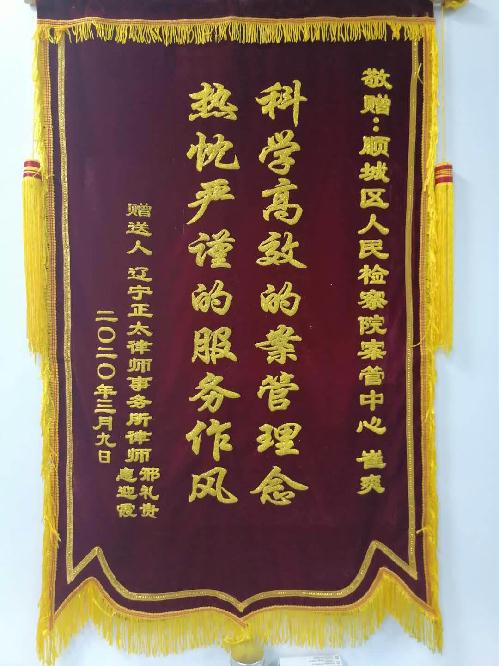 敬赠：顺城区人民检察院案管中心 崔爽
科学高效的案管理念
热忱严谨的服务作风
赠送人 辽宁正太律师事务所律师 邢礼贵 惠迎霞
二〇二〇年三月九日